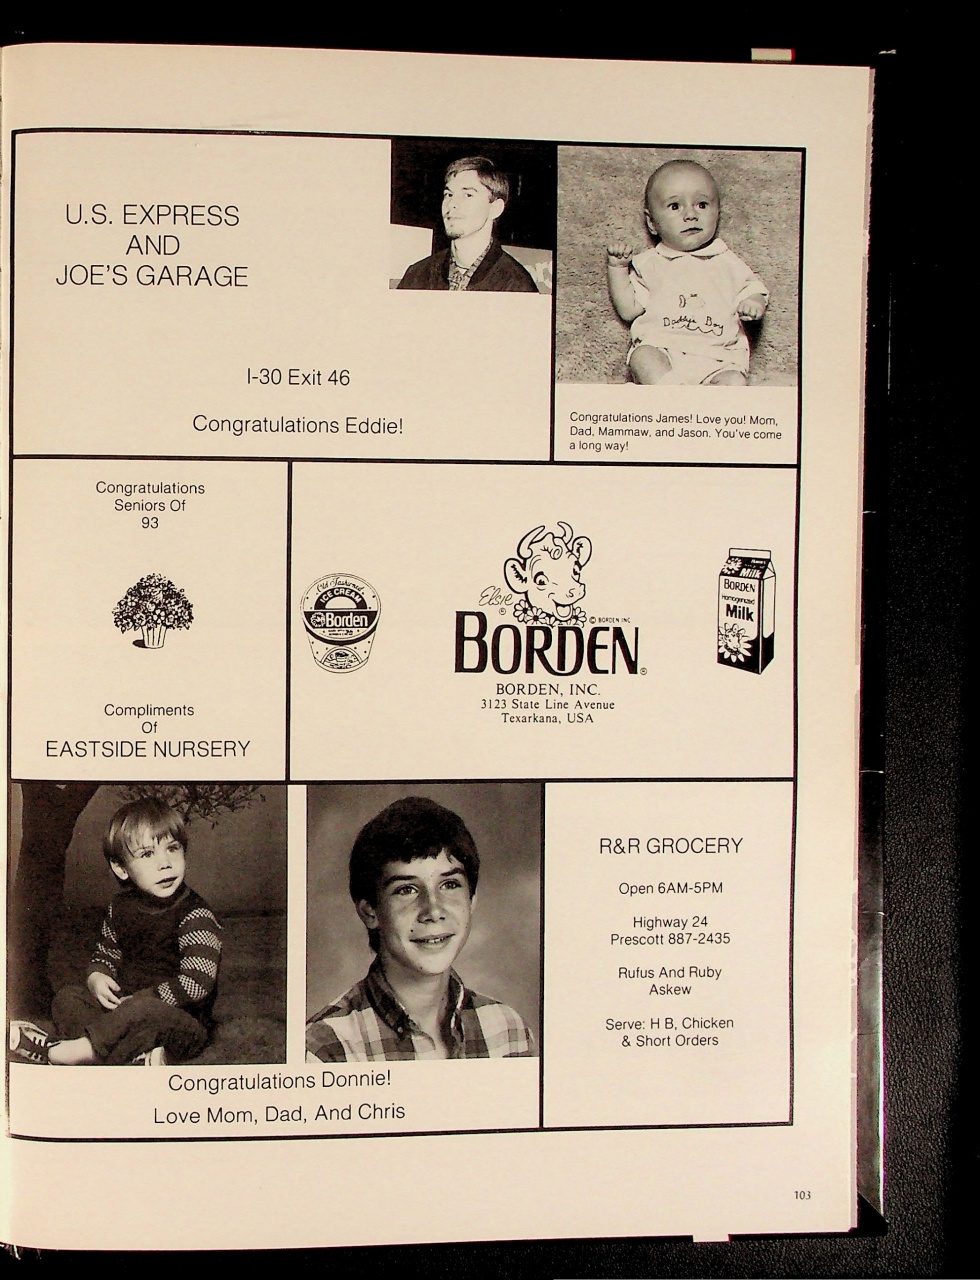 U.S. EXPRESS
AND
JOE'S GARAGE
I-30 Exit 46
Congratulations Eddie!
Daddy's Boy
Congratulations James! Love you! Mom,
Dad, Mammaw, and Jason. You've come
a long way!
Congratulations
Seniors Of
93
Compliments
Of
EASTSIDE NURSERY
Old Fashioned
ICE CREAM
Borden
Elsie
©
© BORDEN INC
BORDEN®
BORDEN, INC.
3123 State Line Avenue
Texarkana, USA
Milk
BORDEN
Homogenized
Milk
Congratulations Donnie!
Love Mom, Dad, And Chris
R&R GROCERY
Open 6AM-5PM
Highway 24
Prescott 887-2435
Rufus And Ruby
Askew
Serve: H B, Chicken
& Short Orders
103